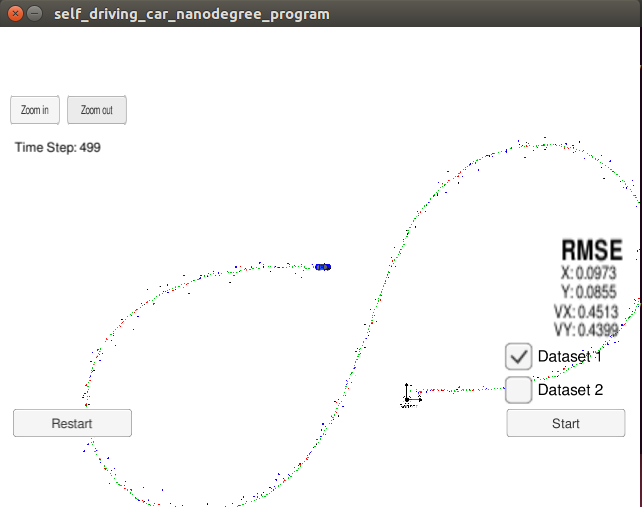 self_driving_car_nanodegree_program
Zoom in Zoom out
Time Step: 499
RMSE
X: 0.0973
Y: 0.0855
VX: 0.4513
VY: 0.4399
Dataset 1
Dataset 2
Restart Start